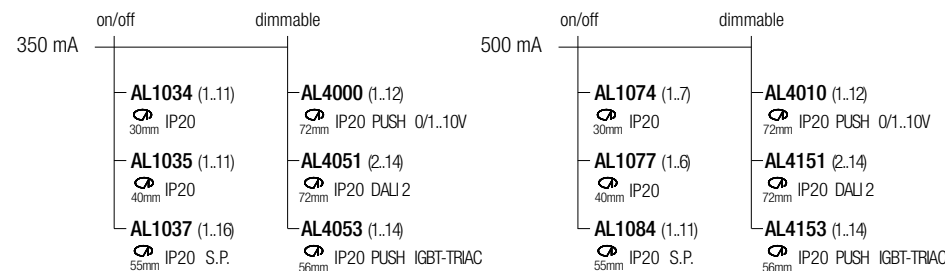 on/off dimmable
350 mA
AL1034 (1..11) AL4000 (1..12)
30mm IP20 72mm IP20 PUSH 0/1..10V
AL1035 (1..11) AL4051 (2..14)
40mm IP20 72mm IP20 DALI 2
AL1037 (1..16) AL4053 (1..14)
55mm IP20 S.P. 56mm IP20 PUSH IGBT-TRIAC
on/off dimmable
500 mA
AL1074 (1..7) AL4010 (1..12)
30mm IP20 72mm IP20 PUSH 0/1..10V
AL1077 (1..6) AL4151 (2..14)
40mm IP20 72mm IP20 DALI 2
AL1084 (1..11) AL4153 (1..14)
55mm IP20 S.P. 56mm IP20 PUSH IGBT-TRIAC